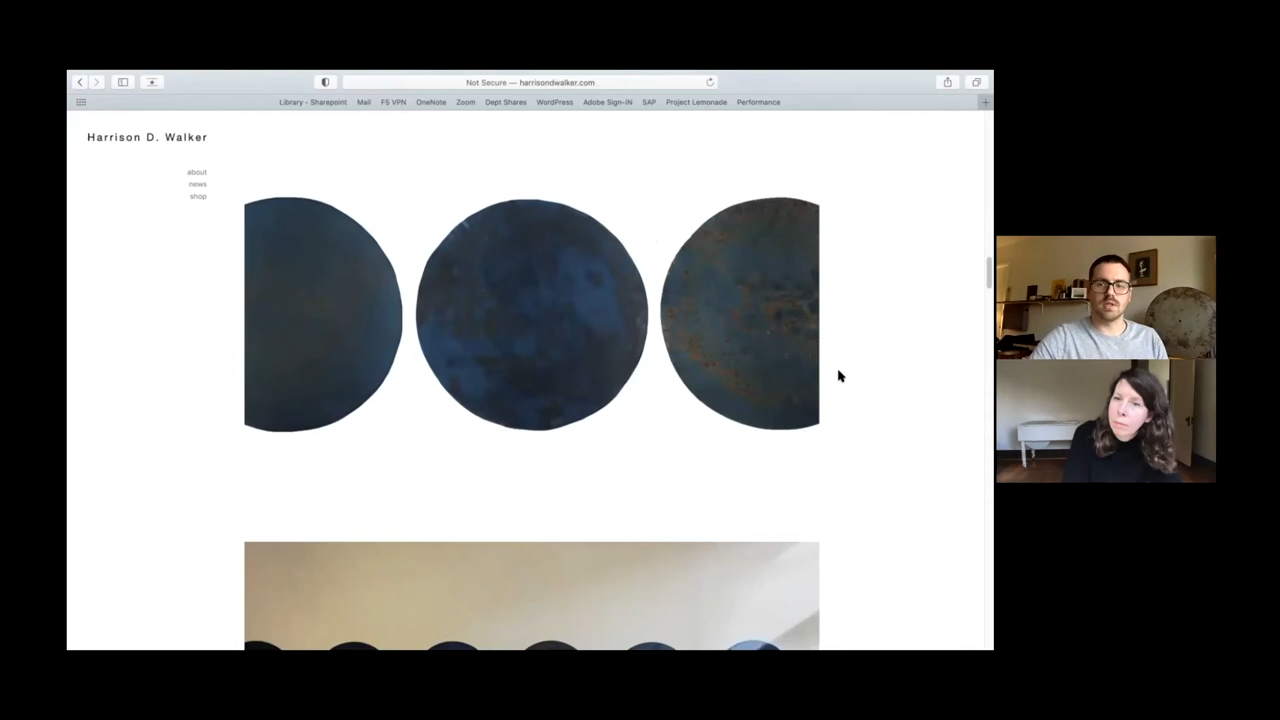 Not Secure — harrisondwalker.com
Library - Sharepoint Mail F5 VPN OneNote Zoom Dept Shares WordPress Adobe Sign-IN SAP Project Lemonade Performance
Harrison D. Walker
about
news
shop